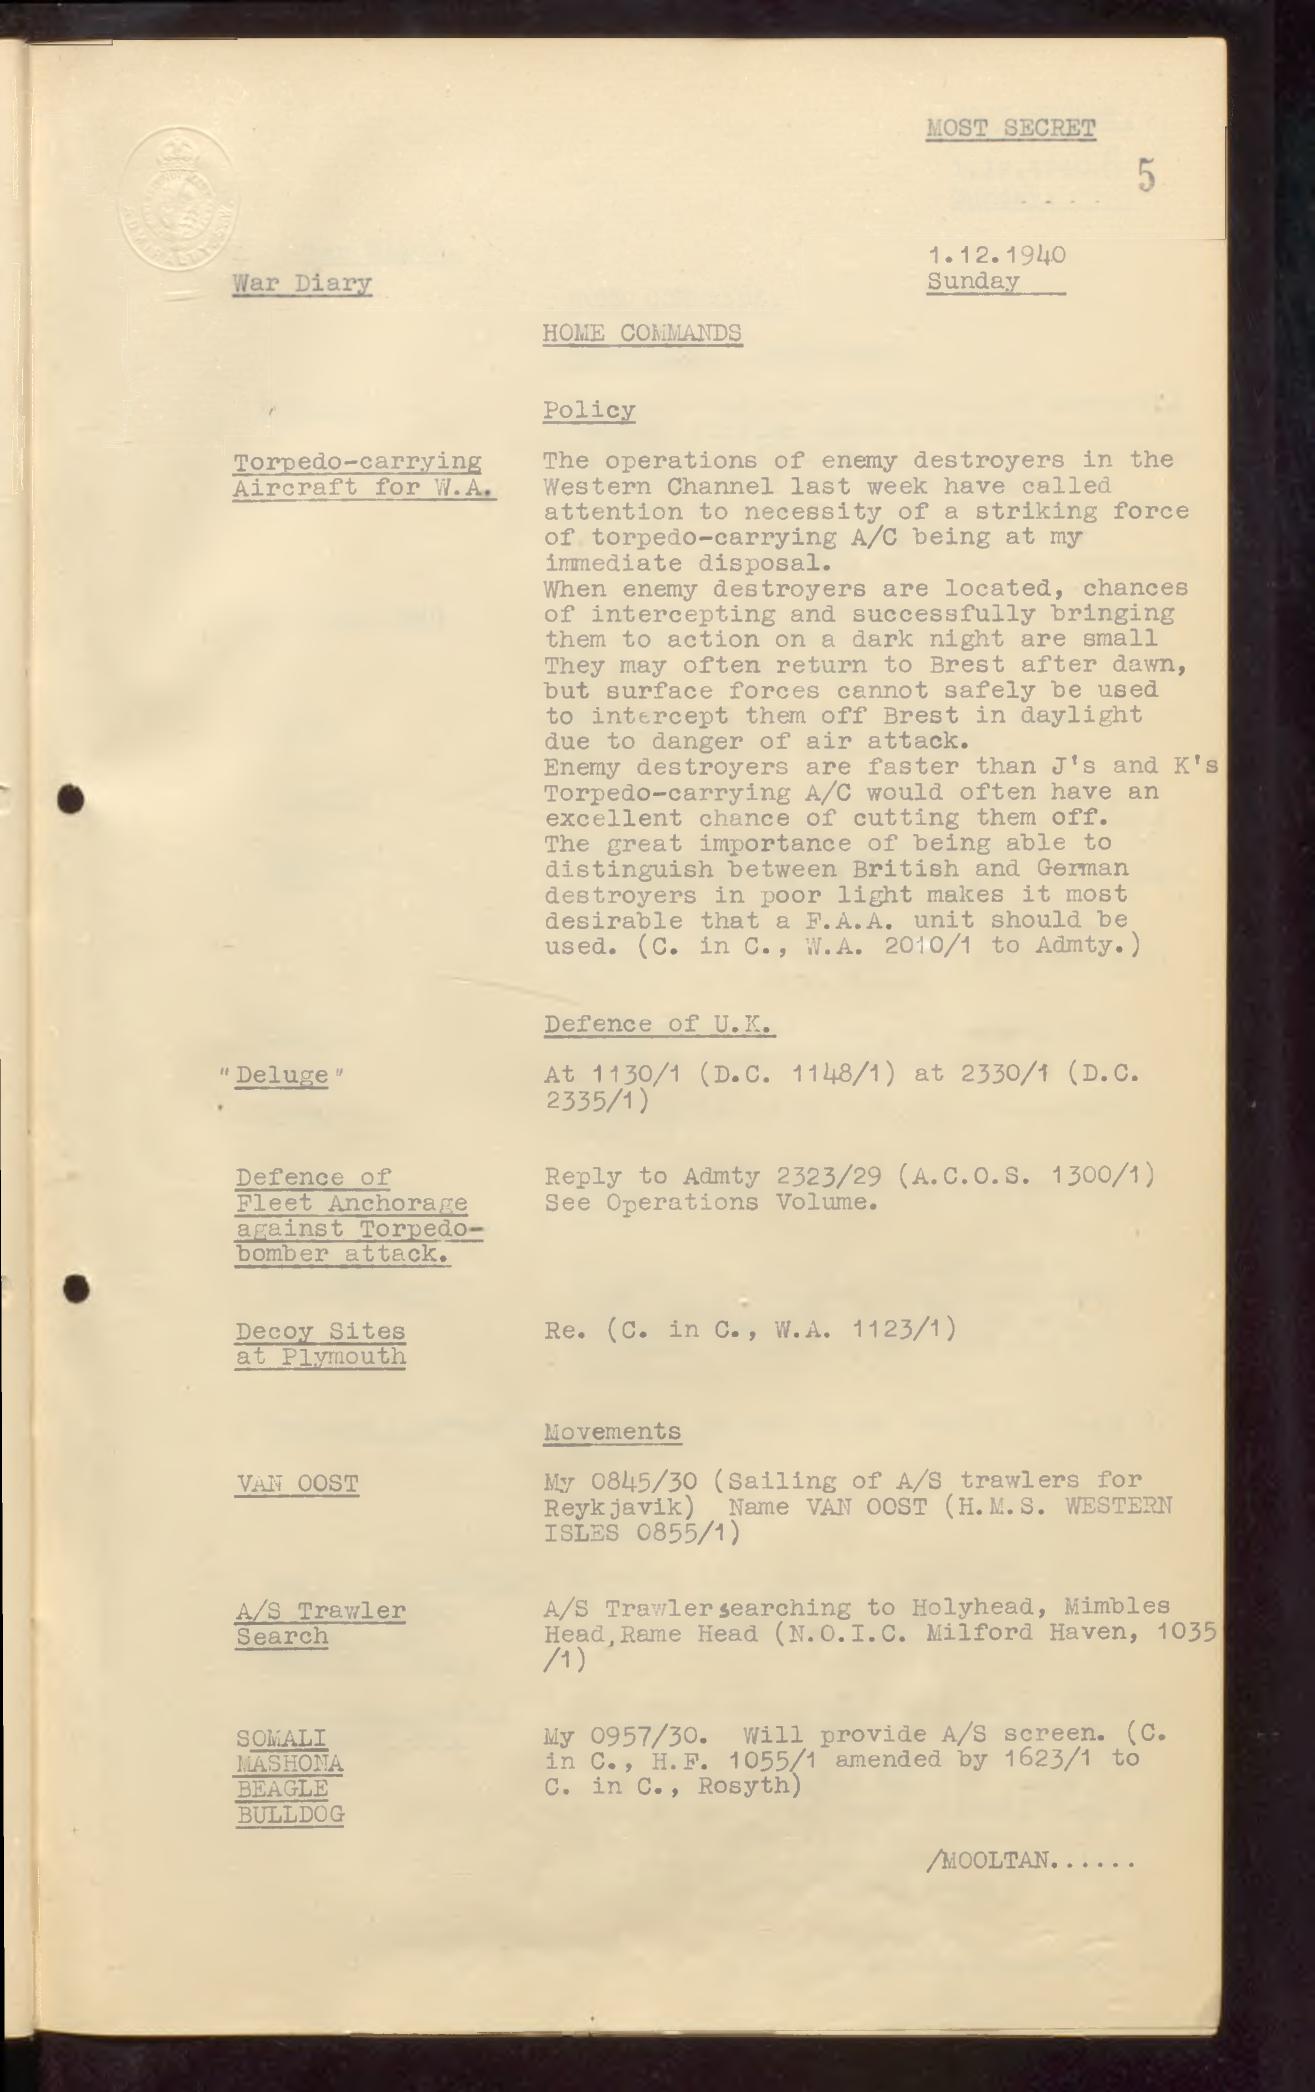 MOST SECRET
5
1.12.1940
War Diary
Sunday
HOME COMMANDS
Policy
Torpedo-carrying
Aircraft for W.A.
The operations of enemy destroyers in the
Western Channel last week have called
attention to necessity of a striking force
of torpedo-carrying A/C being at my
immediate disposal.
When enemy destroyers are located, chances
of intercepting and successfully bringing
them to action on a dark night are small
They may often return to Brest after dawn,
but surface forces cannot safely be used
to intercept them off Brest in daylight
due to danger of air attack.
Enemy destroyers are faster than J's and K's
Torpedo-carrying A/C would often have an
excellent chance of cutting them off.
The great importance of being able to
distinguish between British and German
destroyers in poor light makes it most
desirable that a F.A.A. unit should be
used. (C. in C., W.A. 2010/1 to Admty.)
Defence of U.K.
"Deluge"
At 1130/1 (D.C. 1148/1) at 2330/1 (D.C.
2335/1)
Defence of
Fleet Anchorage
against Torpedo-
bomber attack.
Reply to Admty 2323/29 (A.C.O.S. 1300/1)
See Operations Volume.
Decoy Sites
at Plymouth
Re. (C. in C., W.A. 1123/1)
Movements
VAN OOST
My 0845/30 (Sailing of A/S trawlers for
Reykjavik) Name VAN OOST (H.M.S. WESTERN
ISLES 0855/1)
A/S Trawler
Search
A/S Trawler searching to Holyhead, Mimbles
Head, Rame Head (N.O.I.C. Milford Haven, 1035
/1)
SOMALI
MASHONA
BEAGLE
BULLDOG
My 0957/30. Will provide A/S screen. (C.
in C., H.F. 1055/1 amended by 1623/1 to
C. in C., Rosyth)
/MOOLTAN......